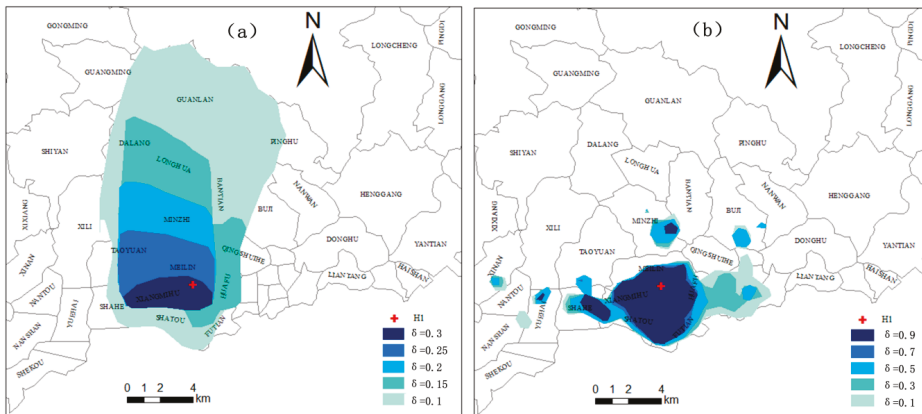 (a)
N
GONGMING
GUANGMING
LONGCHENG
PINGDI
LONGGANG
GUANLAN
SHIYAN
DALANG
LONGHUA
PINGHU
BANTIAN
NANWAN
HENGGANG
XIXIANG
XILI
MINZHI
BUJI
TAOYUAN
QINGSHUIHE
DONGHU
YANTIAN
XINAN
MEILIN
LIANTANG
HAISHAN
NANTOU
XIANGMIHU
YUEHAI
SHAHE
SHATOU
FUTIAN
NANSHAN
SHEKOU
H1
δ=0.3
δ=0.25
δ=0.2
δ=0.15
δ=0.1
0 2 4
km
(b)
N
GONGMING
GUANGMING
LONGCHENG
PINGDI
LONGGANG
GUANLAN
SHIYAN
DALANG
LONGHUA
PINGHU
BANTIAN
NANWAN
HENGGANG
XIXIANG
XILI
MINZHI
BUJI
TAOYUAN
QINGSHUIHE
DONGHU
YANTIAN
XINAN
MEILIN
LIANTANG
HAISHAN
NANTOU
XIANGMIHU
YUEHAI
SHAHE
SHATOU
FUTIAN
NANSHAN
SHEKOU
H1
δ=0.9
δ=0.7
δ=0.5
δ=0.3
δ=0.1
0 2 4
km